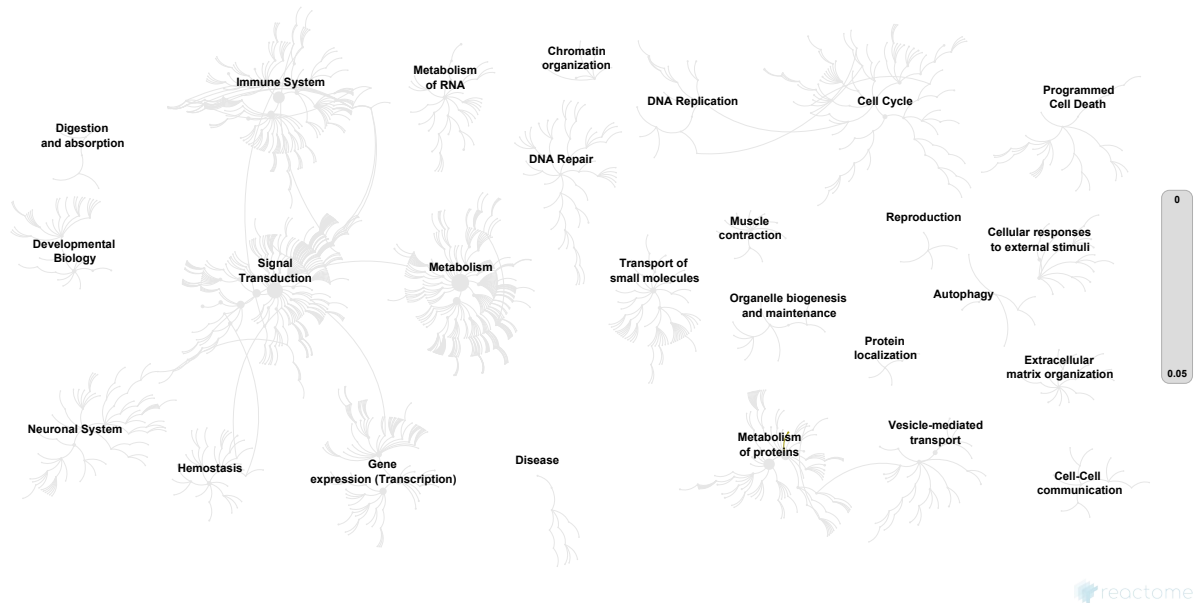 Chromatin
organization
Immune System
Metabolism
of RNA
DNA Replication
Cell Cycle
Programmed
Cell Death
Digestion
and absorption
DNA Repair
0
Developmental
Biology
Signal
Transduction
Metabolism
Transport of
small molecules
Muscle
contraction
Reproduction
Cellular responses
to external stimuli
Organelle biogenesis
and maintenance
Autophagy
Protein
localization
Extracellular
matrix organization
0.05
Neuronal System
Hemostasis
Gene
expression (Transcription)
Disease
Metabolism
of proteins
Vesicle-mediated
transport
Cell-Cell
communication
reactome